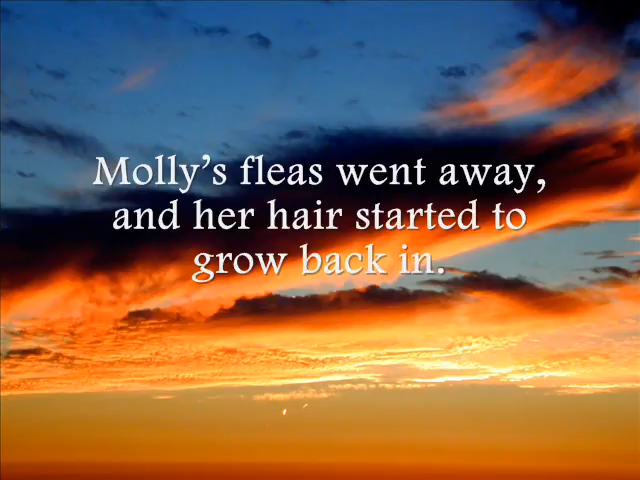 Molly’s fleas went away,
and her hair started to
grow back in.